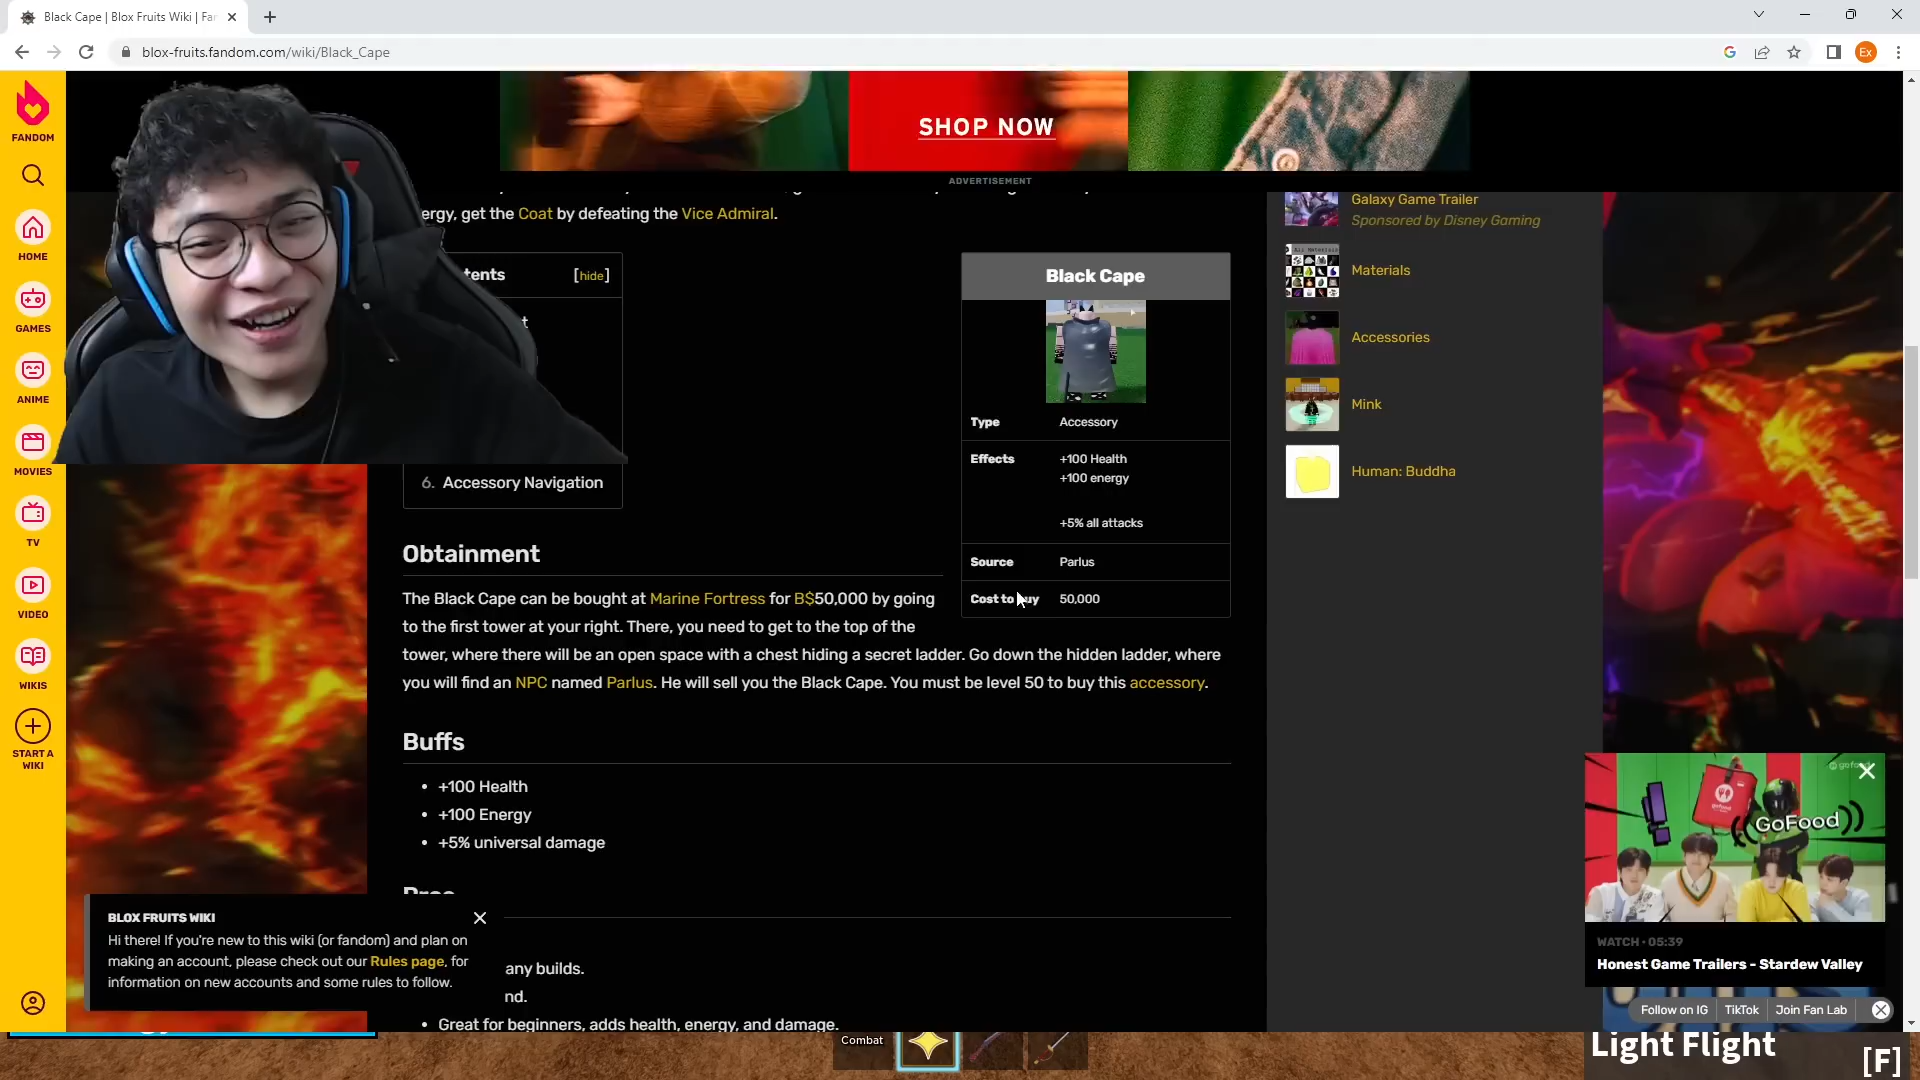 Black Cape | Blox Fruits Wiki | Fan
blox-fruits.fandom.com/wiki/Black_Cape
Ex
FANDOM
HOME
GAMES
ANIME
MOVIES
TV
VIDEO
WIKIS
START A
WIKI
SHOP NOW
ADVERTISEMENT
ergy, get the Coat by defeating the Vice Admiral.
tents [hide]
6. Accessory Navigation
Black Cape
Type Accessory
Effects +100 Health
+100 energy
+5% all attacks
Source Parlus
Cost to buy 50,000
Obtainment
The Black Cape can be bought at Marine Fortress for B$50,000 by going
to the first tower at your right. There, you need to get to the top of the
tower, where there will be an open space with a chest hiding a secret ladder. Go down the hidden ladder, where
you will find an NPC named Parlus. He will sell you the Black Cape. You must be level 50 to buy this accessory.
Buffs
• +100 Health
• +100 Energy
• +5% universal damage
any builds.
nd.
• Great for beginners, adds health, energy, and damage.
BLOX FRUITS WIKI
Hi there! If you're new to this wiki (or fandom) and plan on
making an account, please check out our Rules page, for
information on new accounts and some rules to follow.
Galaxy Game Trailer
Sponsored by Disney Gaming
Materials
Accessories
Mink
Human: Buddha
GoFood
WATCH • 05:39
Honest Game Trailers - Stardew Valley
Follow on IG TikTok Join Fan Lab
Combat
Light Flight
[F]